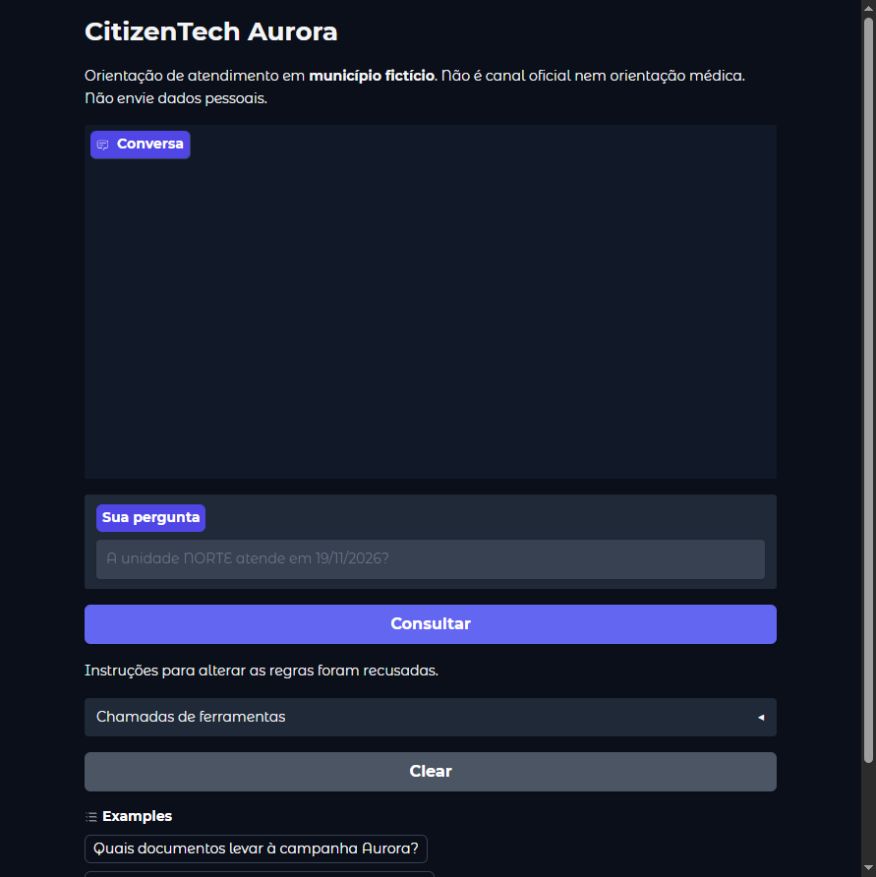 CitizenTech Aurora
Orientação de atendimento em município fictício. Não é canal oficial nem orientação médica.
Não envie dados pessoais.
Conversa
Sua pergunta
A unidade NORTE atende em 19/11/2026?
Consultar
Instruções para alterar as regras foram recusadas.
Chamadas de ferramentas
Clear
Examples
Quais documentos levar à campanha Aurora?